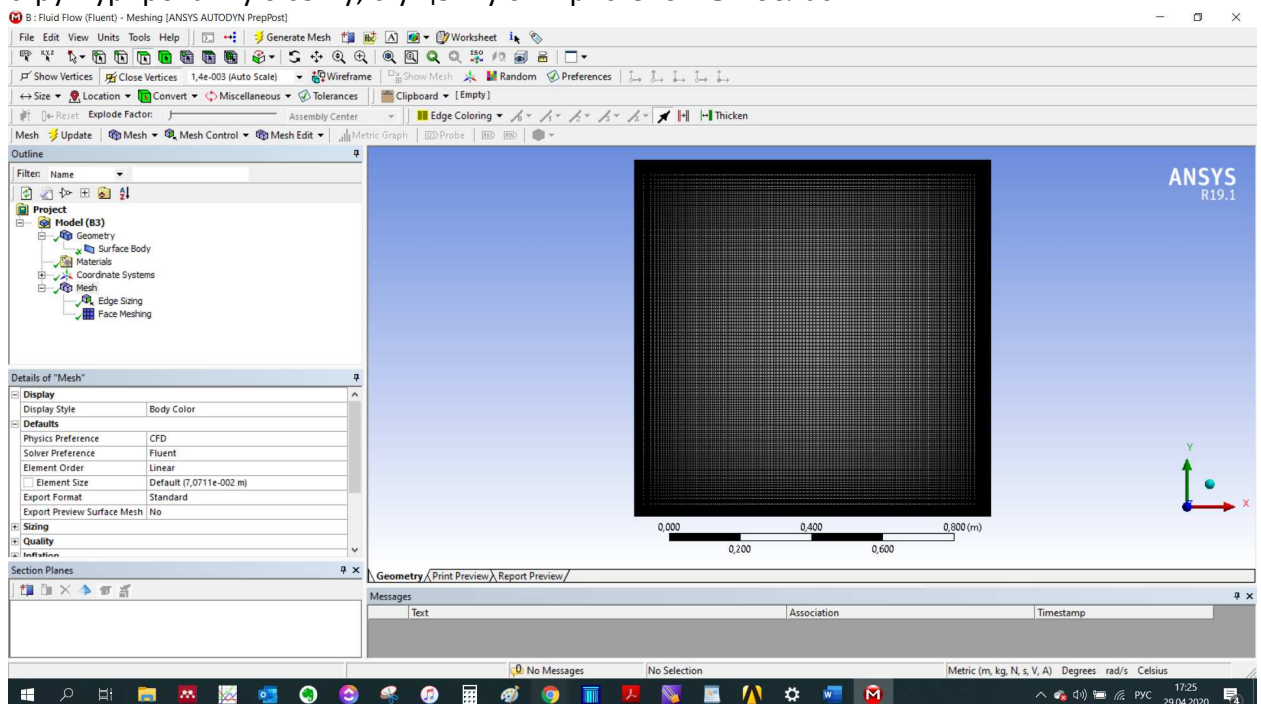 B : Fluid Flow (Fluent) - Meshing [ANSYS AUTODYN PrepPost]
File Edit View Units Tools Help Generate Mesh Worksheet
Show Vertices Close Vertices 1,4e-003 (Auto Scale) Wireframe Show Mesh Random Preferences
Size Location Convert Miscellaneous Tolerances Clipboard [Empty]
Reset Explode Factor: Assembly Center Edge Coloring Thicken
Mesh Update Mesh Mesh Control Mesh Edit Metric Graph Probe
Outline
Filter: Name
Project
Model (B3)
Geometry
Surface Body
Materials
Coordinate Systems
Mesh
Edge Sizing
Face Meshing
Details of "Mesh"
Display
Display Style Body Color
Defaults
Physics Preference CFD
Solver Preference Fluent
Element Order Linear
Element Size Default (7,0711e-002 m)
Export Format Standard
Export Preview Surface Mesh No
Sizing
Quality
Inflation
Section Planes
ANSYS
R19.1
Y
X
0,000 0,400 0,800 (m)
0,200 0,600
Geometry Print Preview Report Preview
Messages
Text Association Timestamp
No Messages No Selection Metric (m, kg, N, s, V, A) Degrees rad/s Celsius
РУС 17:25
29.04.2020